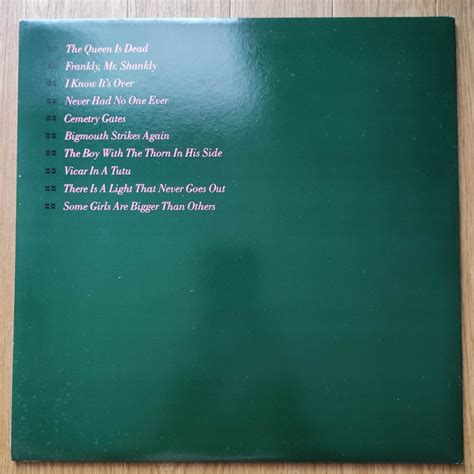 The Queen Is Dead
Frankly, Mr. Shankly
I Know It's Over
Never Had No One Ever
Cemetry Gates
Bigmouth Strikes Again
The Boy With The Thorn In His Side
Vicar In A Tutu
There Is A Light That Never Goes Out
Some Girls Are Bigger Than Others